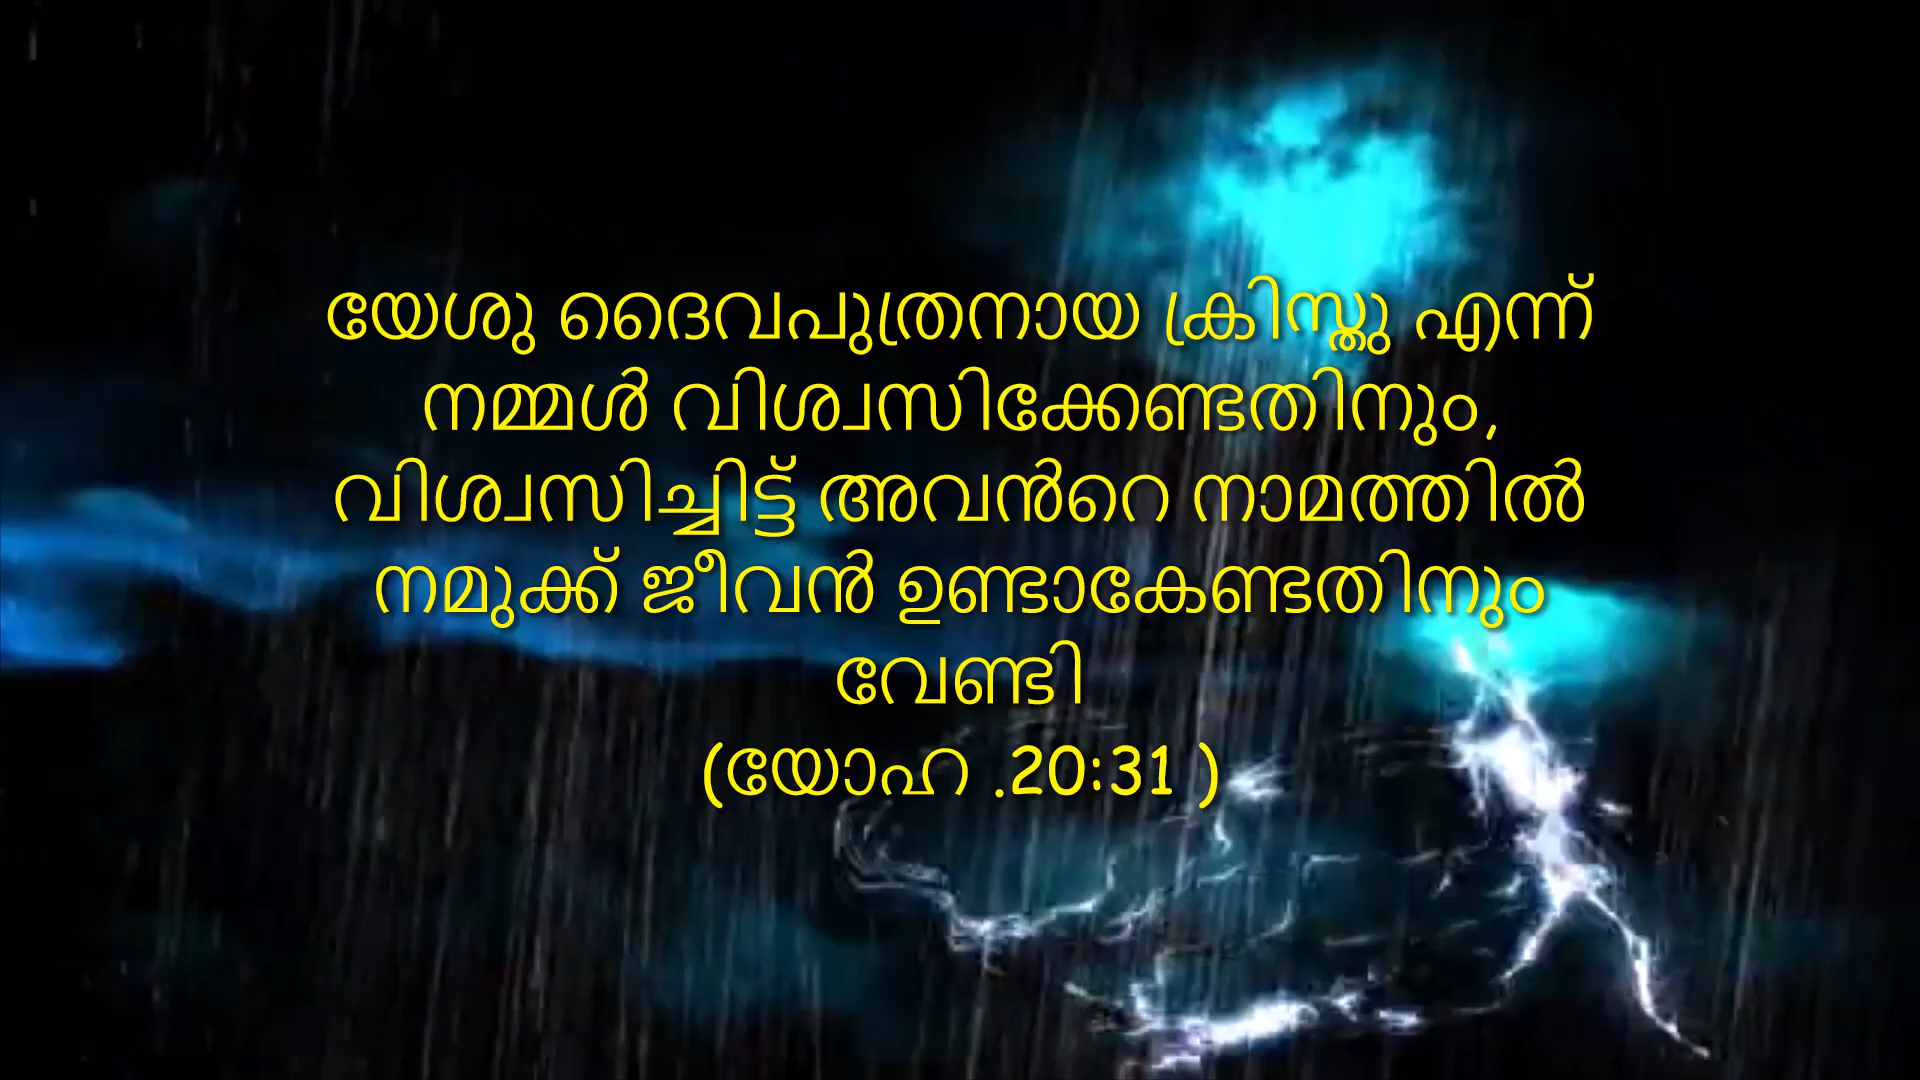 യേശു ദൈവപുത്രനായ ക്രിസ്തു എന്ന്
നമ്മൾ വിശ്വസിക്കേണ്ടതിനും,
വിശ്വസിച്ചിട്ട് അവൻറെ നാമത്തിൽ
നമുക്ക് ജീവൻ ഉണ്ടാകേണ്ടതിനും
വേണ്ടി
(യോഹ .20:31 )